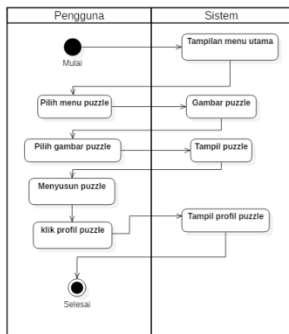 Pengguna
Sistem
Tampilan menu utama
Mulai
Pilih menu puzzle
Gambar puzzle
Pilih gambar puzzle
Tampil puzzle
Menyusun puzzle
klik profil puzzle
Tampil profil puzzle
Selesai